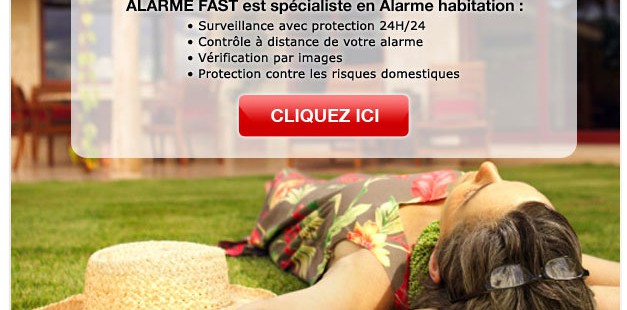 ALARME FAST est spécialiste en Alarme habitation :
• Surveillance avec protection 24H/24
• Contrôle à distance de votre alarme
• Vérification par images
• Protection contre les risques domestiques
CLIQUEZ ICI